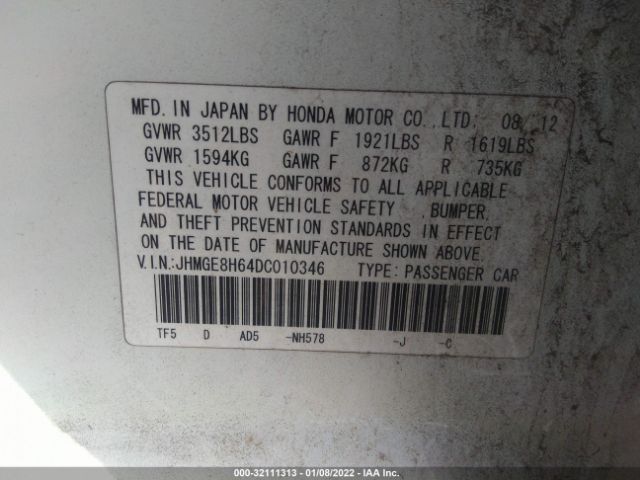 MFD. IN JAPAN BY HONDA MOTOR CO., LTD. 08 12
GVWR 3512LBS GAWR F 1921LBS R 1619LBS
GVWR 1594KG GAWR F 872KG R 735KG
THIS VEHICLE CONFORMS TO ALL APPLICABLE
FEDERAL MOTOR VEHICLE SAFETY , BUMPER,
AND THEFT PREVENTION STANDARDS IN EFFECT
ON THE DATE OF MANUFACTURE SHOWN ABOVE.
V.I.N.:JHMGE8H64DC010346 TYPE: PASSENGER CAR
TF5 D AD5 -NH578 -J -C
000-32111313 - 01/08/2022 - IAA Inc.